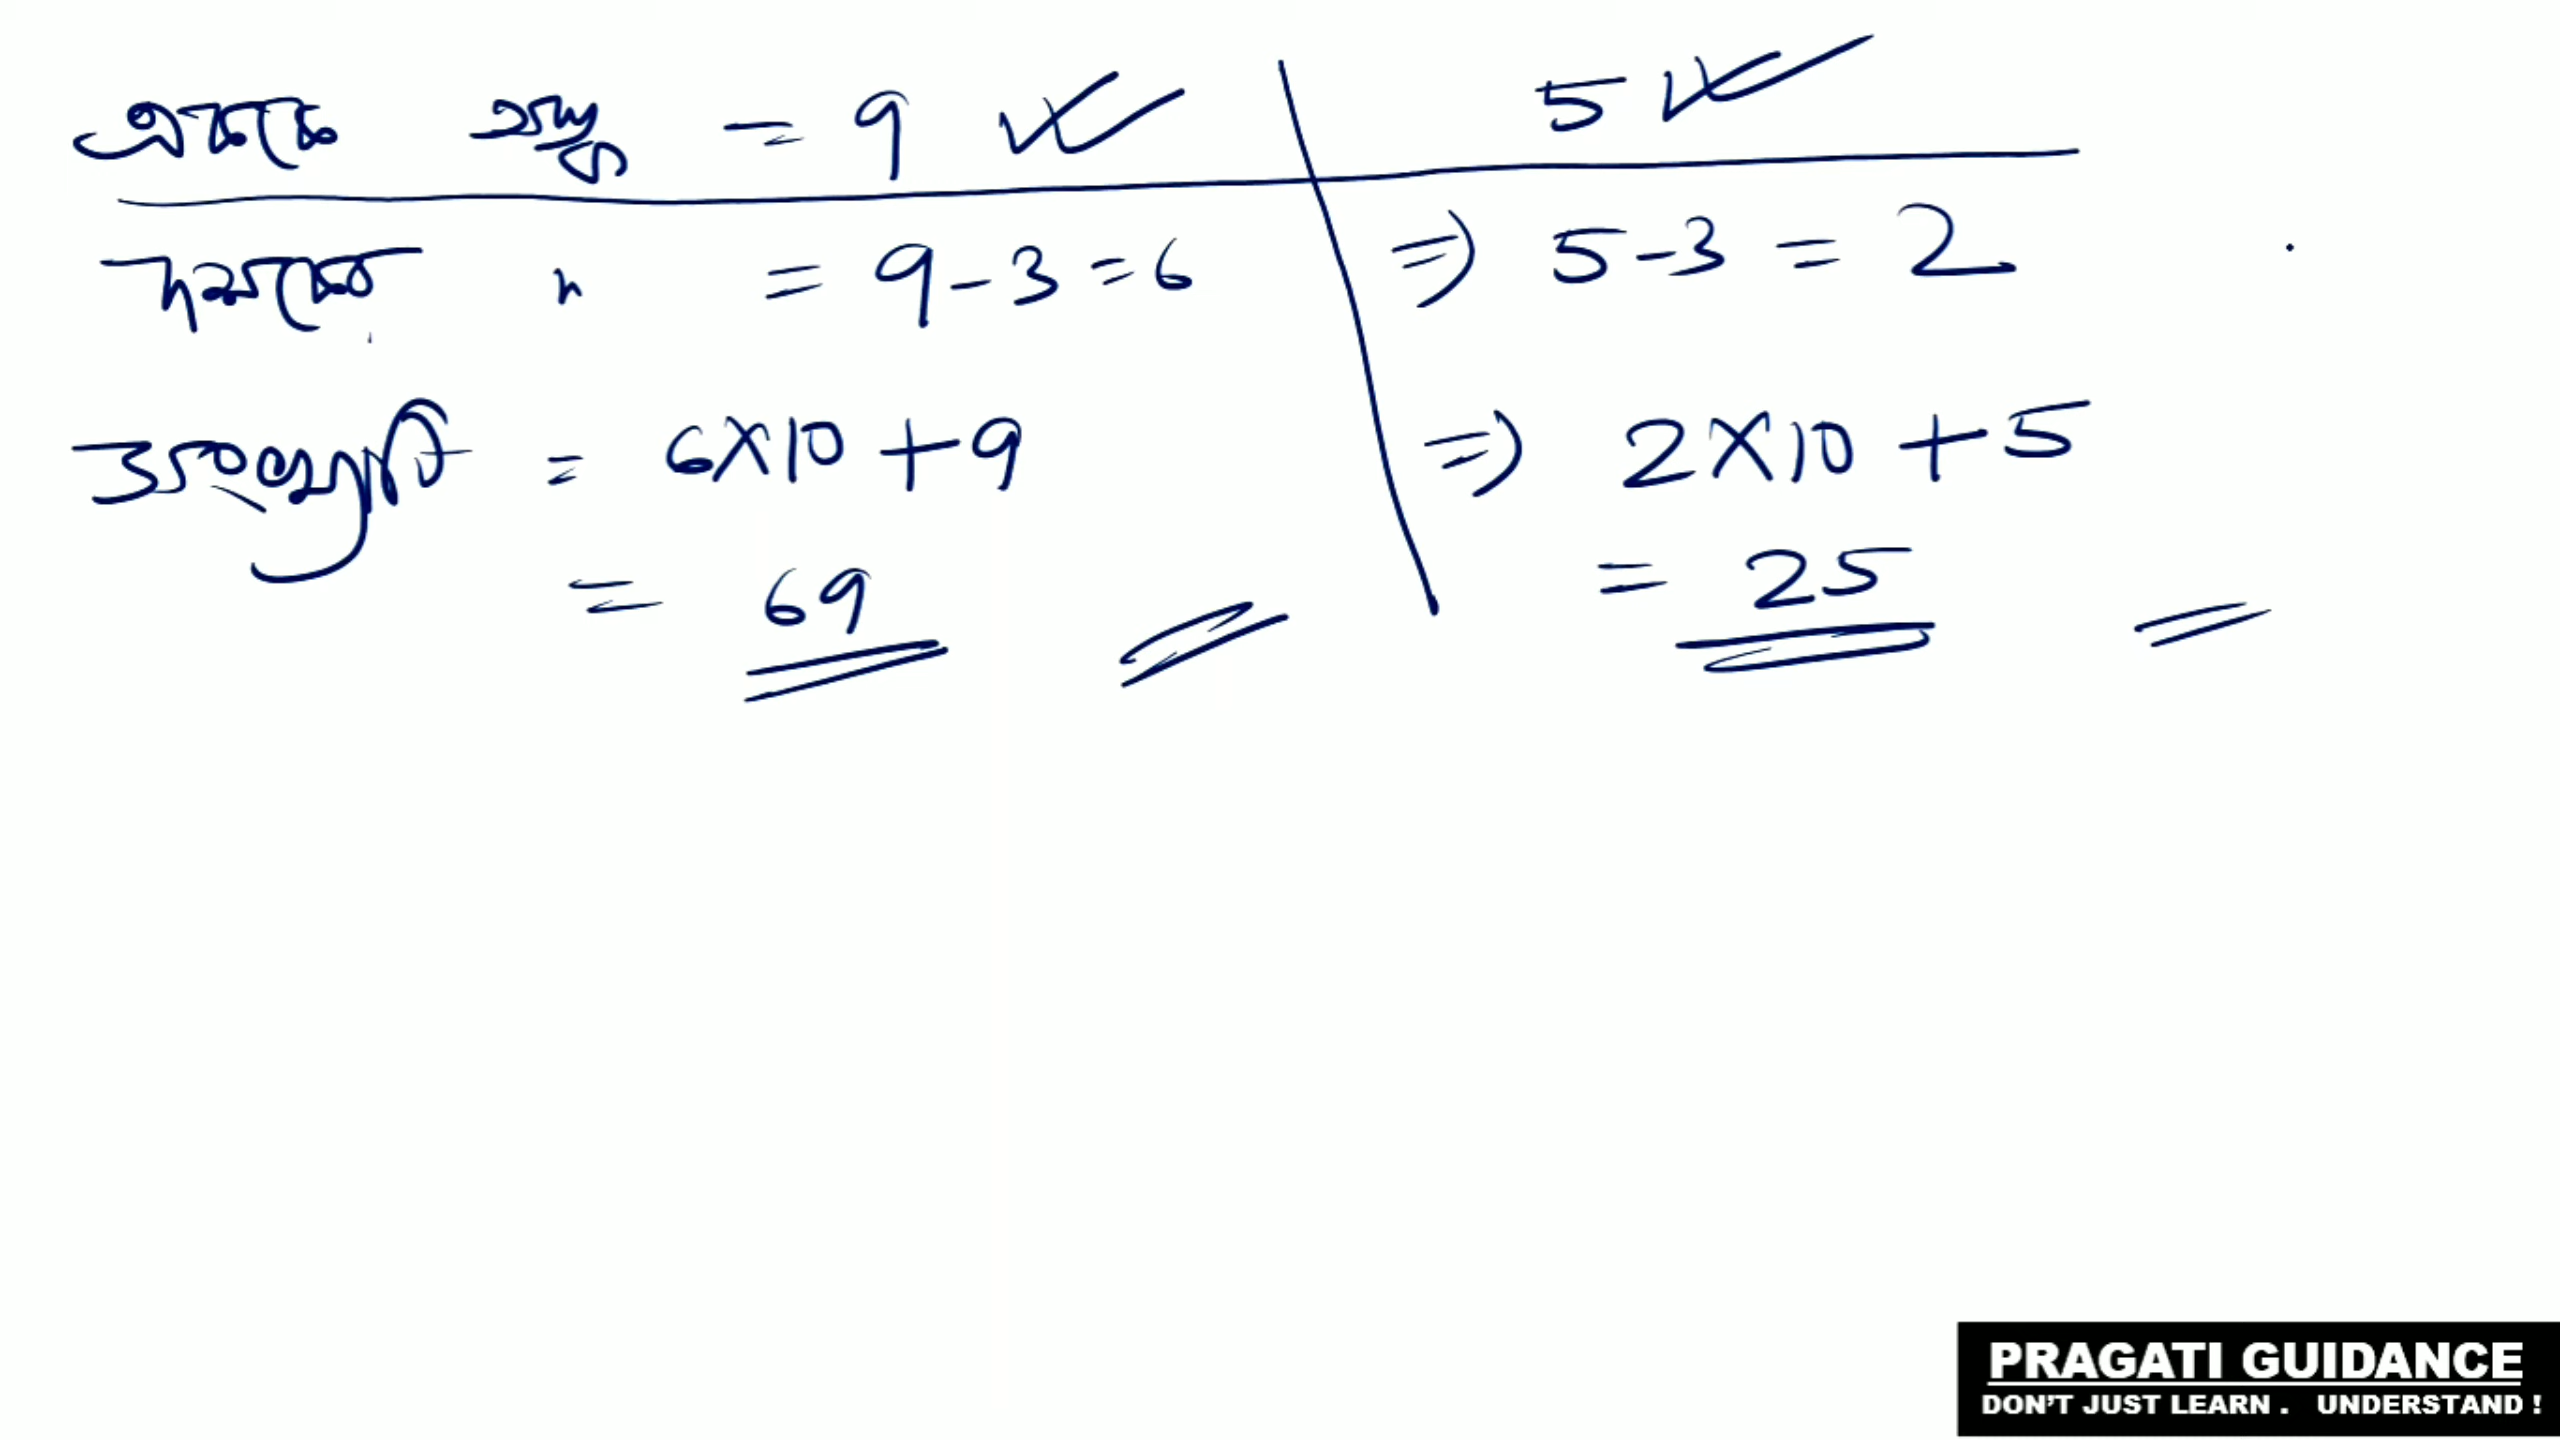 এককে অঙ্ক = 9 | 5
দশকের " = 9 - 3 = 6 | ⇒ 5 - 3 = 2
সংখ্যাটি = 6 × 10 + 9 | ⇒ 2 × 10 + 5
= 69 | = 25
PRAGATI GUIDANCE
DON'T JUST LEARN. UNDERSTAND !